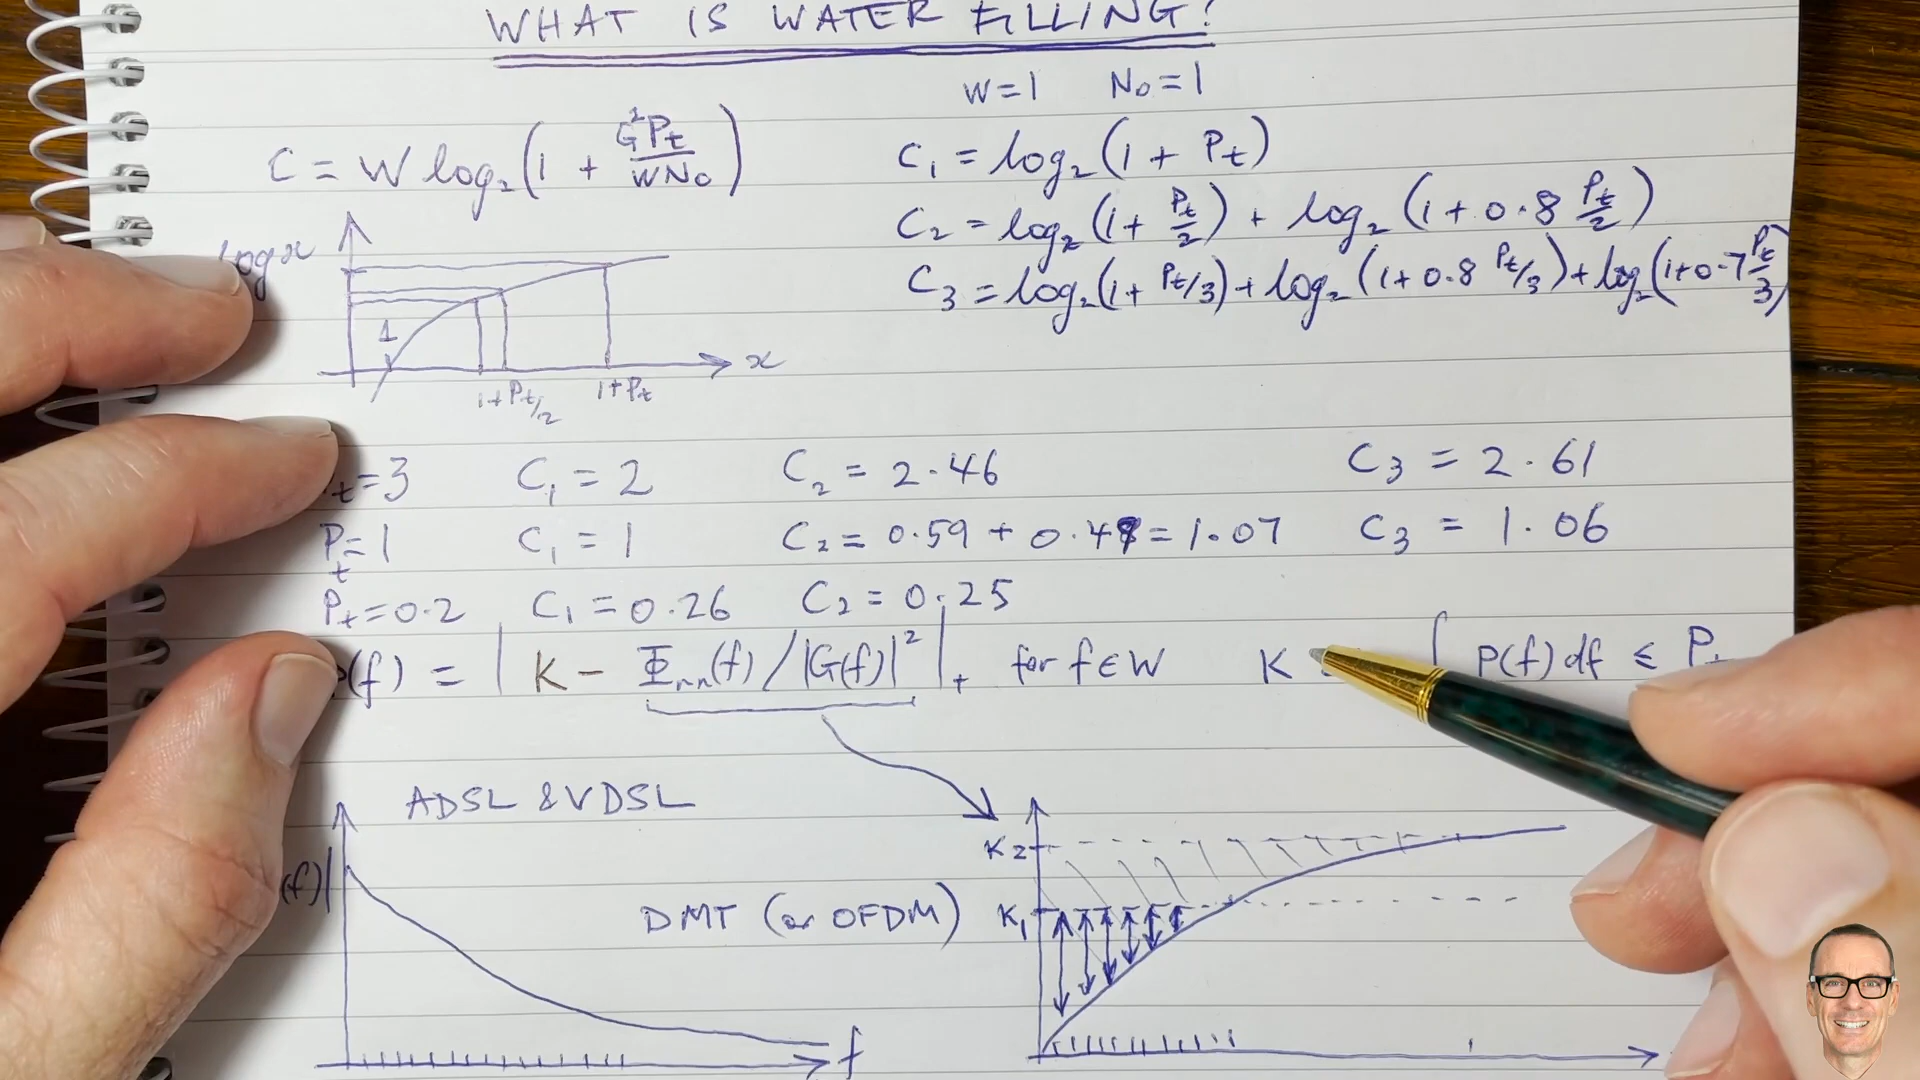 WHAT IS WATER FILLING?
W=1 N₀=1
C = W log₂(1 + G²Pt/WN₀)
C₁ = log₂(1 + Pt)
C₂ = log₂(1 + Pt/2) + log₂(1 + 0.8 Pt/2)
C₃ = log₂(1 + Pt/3) + log₂(1 + 0.8 Pt/3) + log₂(1+0.7 Pt/3)
log x
1
x
1+Pt/2 1+Pt
t=3 C₁ = 2 C₂ = 2.46 C₃ = 2.61
Pt=1 C₁ = 1 C₂ = 0.59 + 0.48 = 1.07 C₃ = 1.06
Pt=0.2 C₁ = 0.26 C₂ = 0.25
P(f) = | K - Φnn(f) / |G(f)|² |₊ for f∈W K ∫ P(f) df ≤ Pt
ADSL & VDSL
K₂
(f)|
DMT (or OFDM) K₁
f